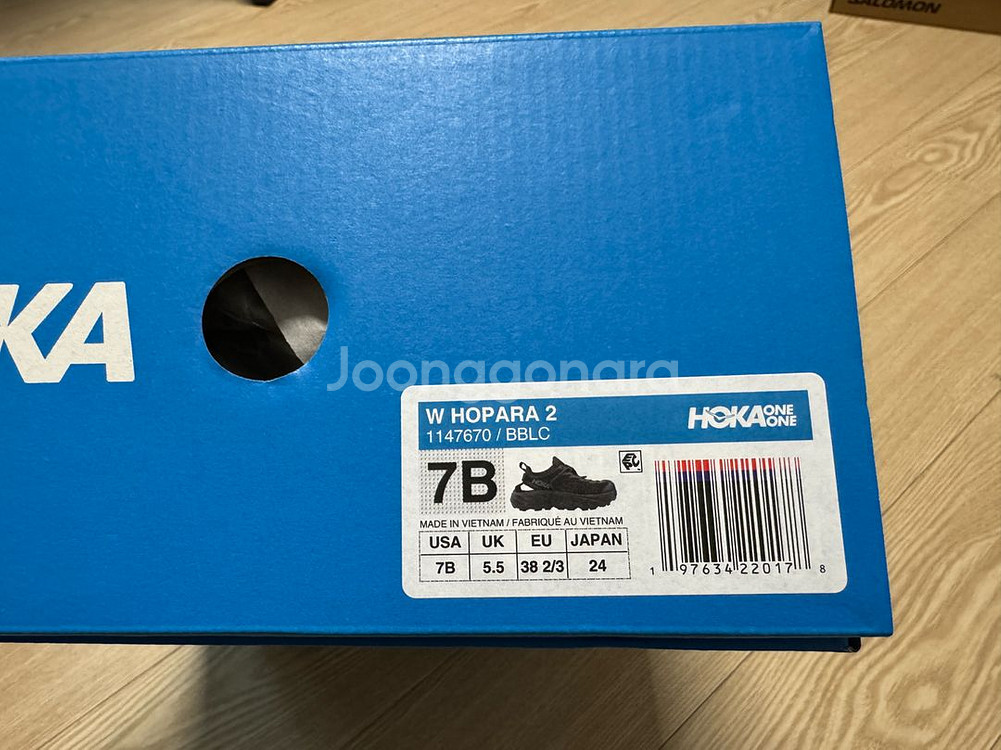 SALOMON
KA
Joonggonara
W HOPARA 2
1147670 / BBLC
HOKA ONE ONE
7B
MADE IN VIETNAM / FABRIQUÉ AU VIETNAM
USA UK EU JAPAN
7B 5.5 38 2/3 24
1 97634 22017 8